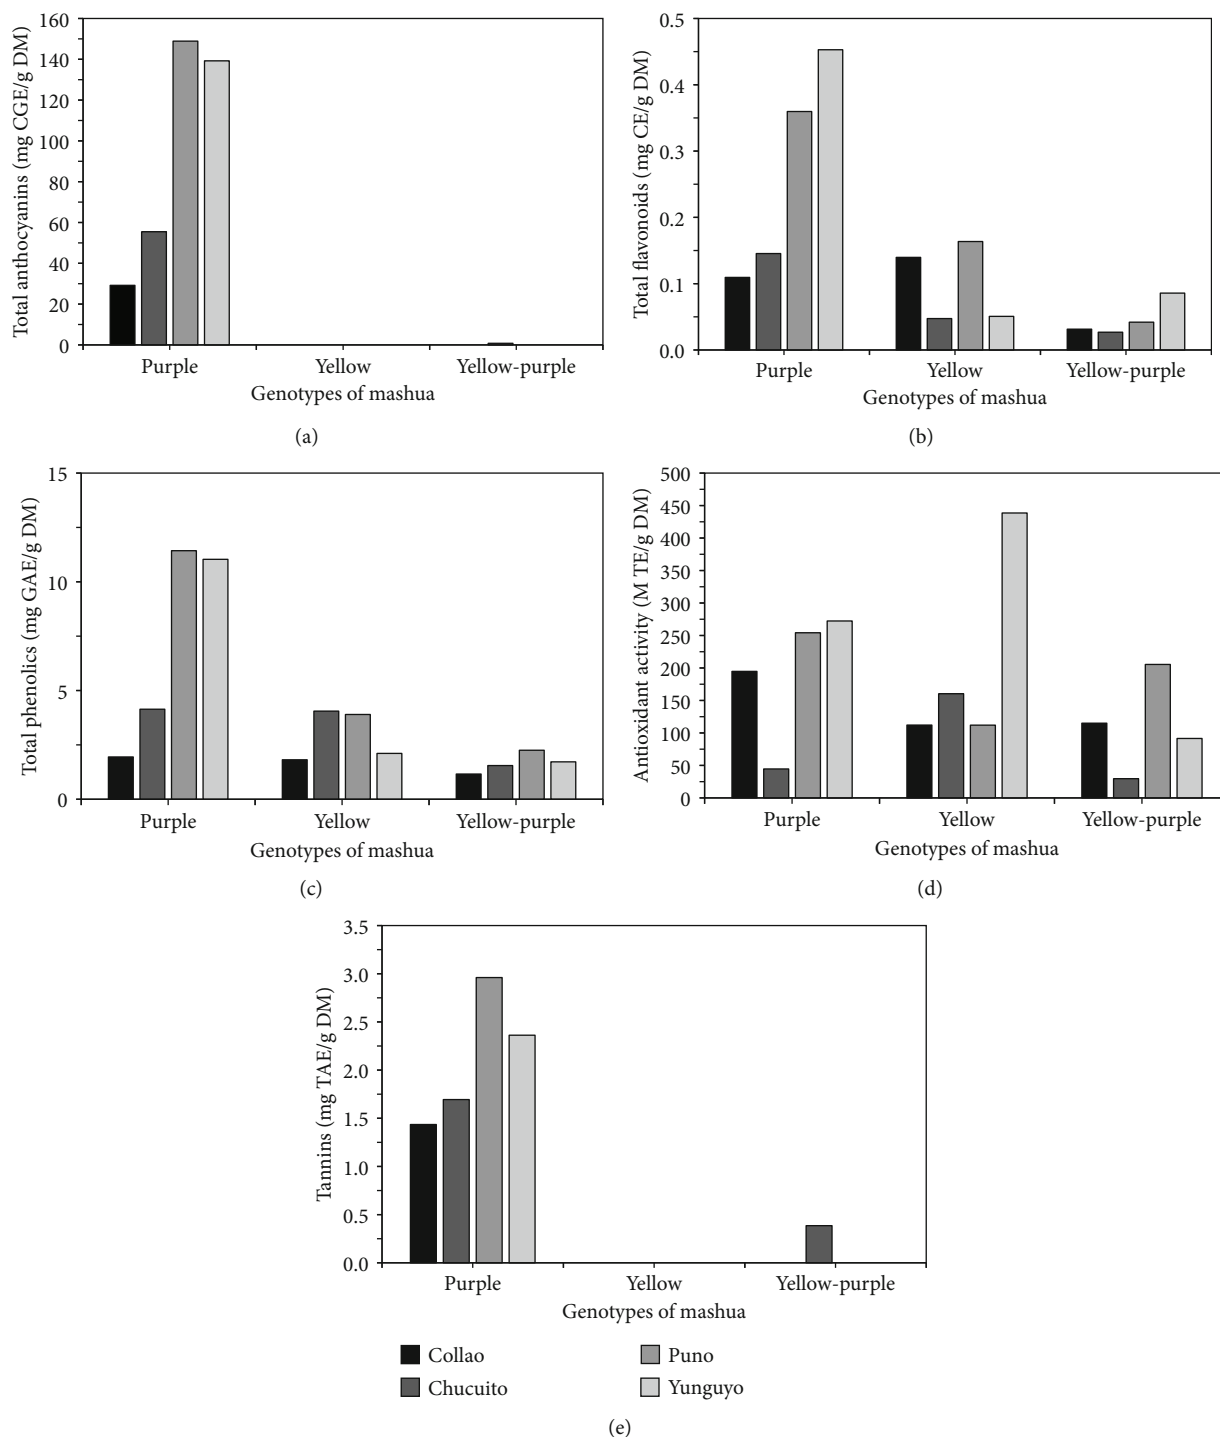 Total anthocyanins (mg CGE/g DM)
160
140
120
100
80
60
40
20
0
Purple Yellow Yellow-purple
Genotypes of mashua
(a)
Total flavonoids (mg CE/g DM)
0.5
0.4
0.3
0.2
0.1
0.0
Purple Yellow Yellow-purple
Genotypes of mashua
(b)
Total phenolics (mg GAE/g DM)
15
10
5
0
Purple Yellow Yellow-purple
Genotypes of mashua
(c)
Antioxidant activity (M TE/g DM)
500
450
400
350
300
250
200
150
100
50
0
Purple Yellow Yellow-purple
Genotypes of mashua
(d)
Tannins (mg TAE/g DM)
3.5
3.0
2.5
2.0
1.5
1.0
0.5
0.0
Purple Yellow Yellow-purple
Genotypes of mashua
Collao Puno
Chucuito Yunguyo
(e)